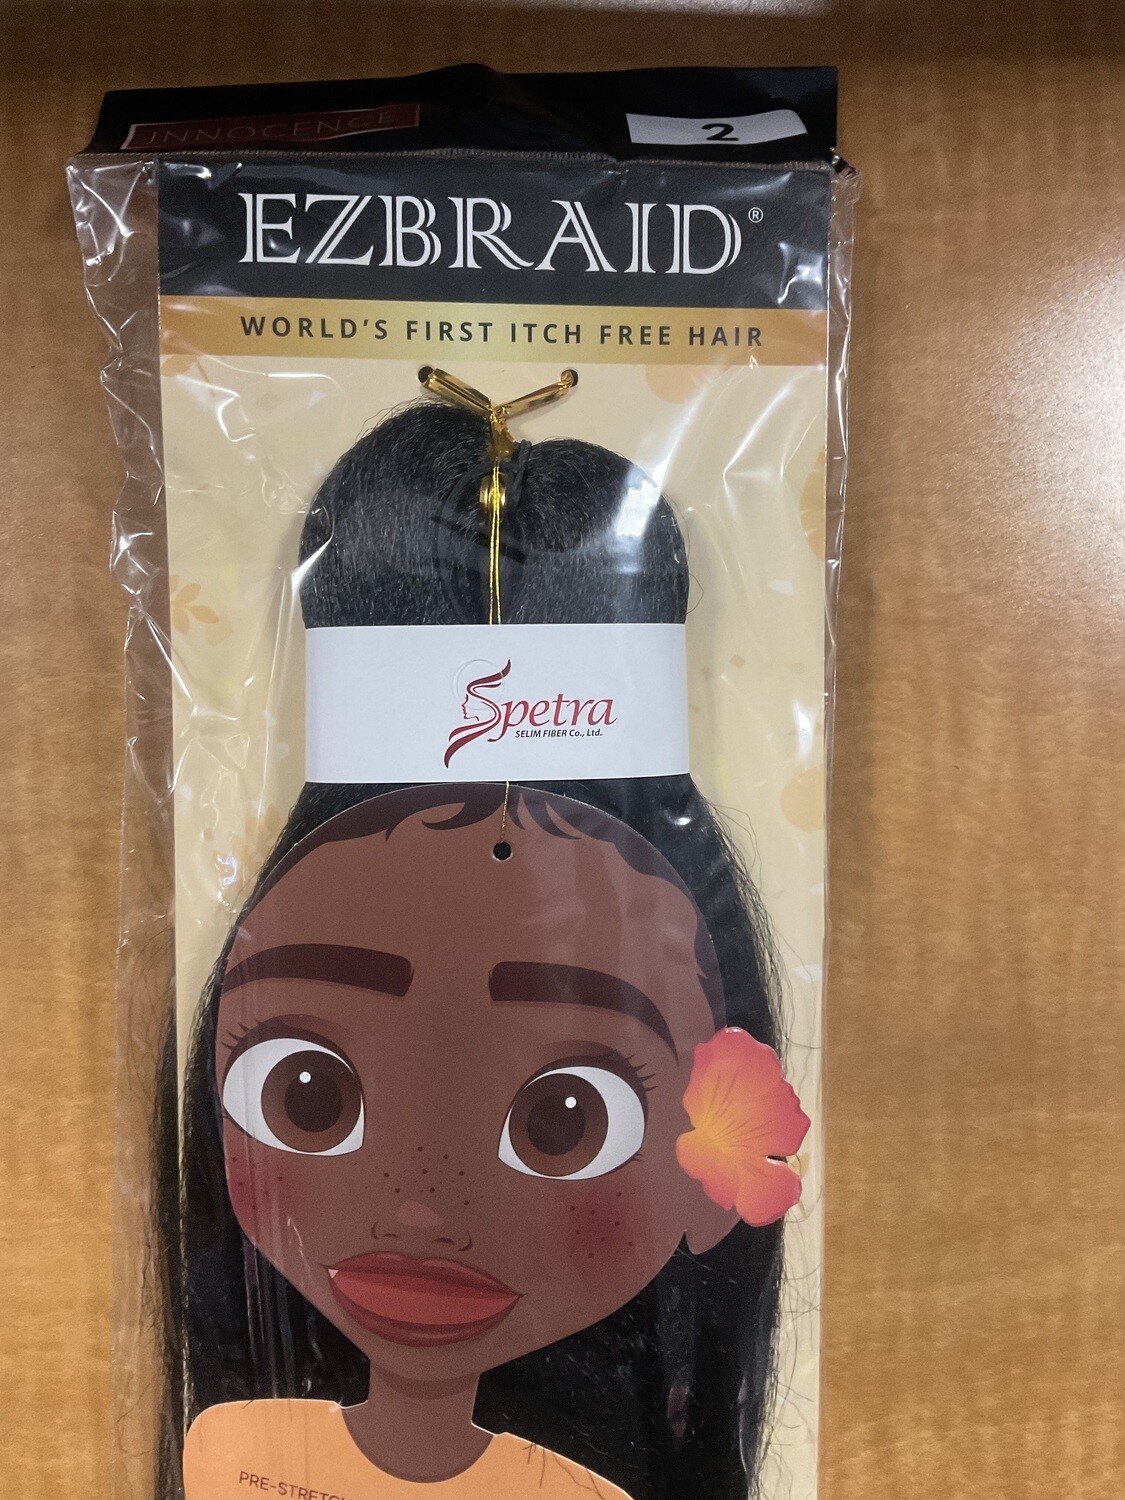 INNOCENCE
2
EZBRAID®
WORLD'S FIRST ITCH FREE HAIR
Spetra
SELIM FIBER Co., Ltd.